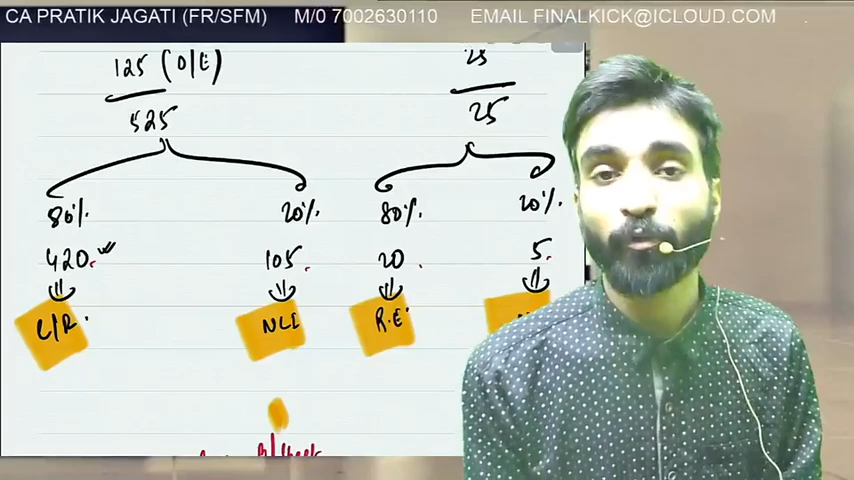 CA PRATIK JAGATI (FR/SFM) M/0 7002630110 EMAIL FINALKICK@ICLOUD.COM
125 (O/E) 25
525 25
80% 20% 80% 20%
420 105 20 5
C/R NCI R.E